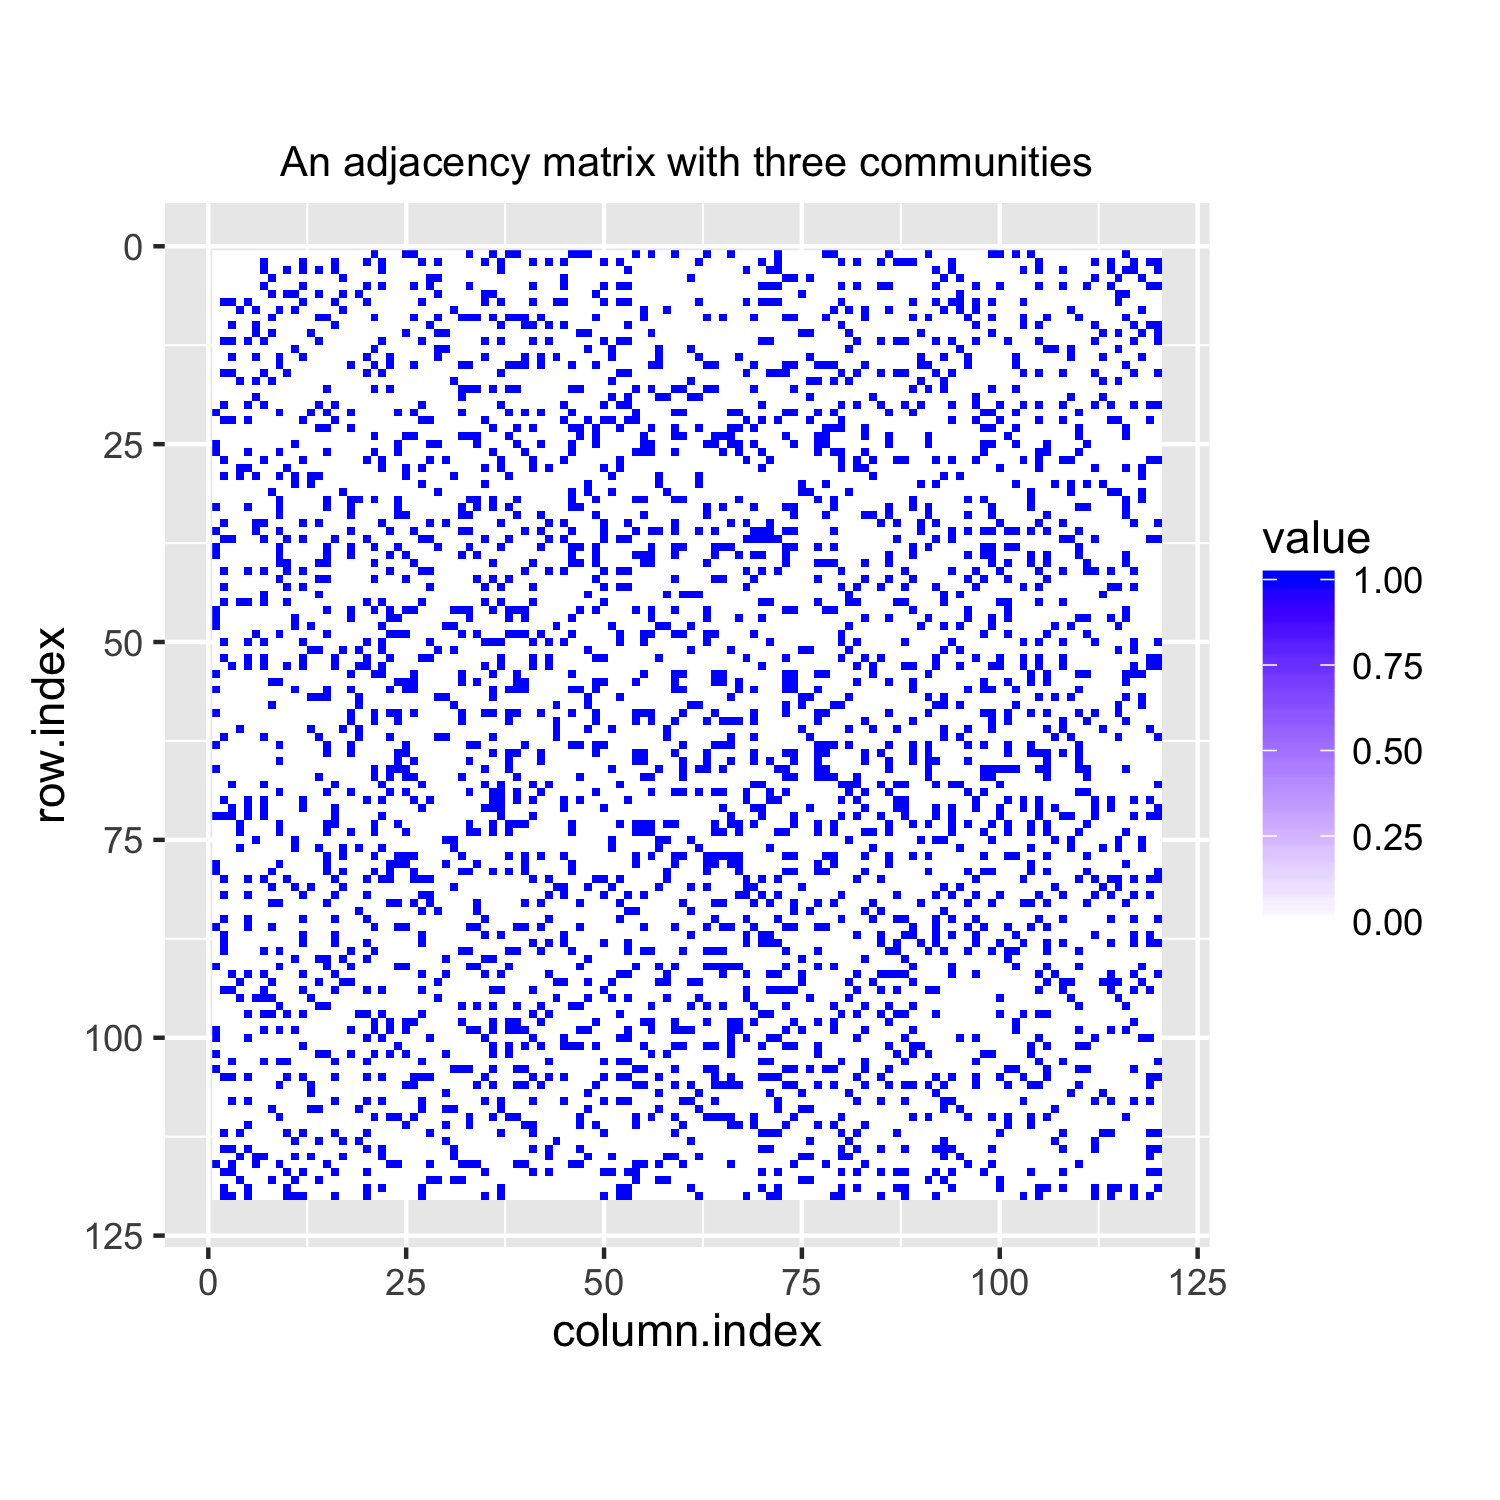 An adjacency matrix with three communities
0
25
50
75
100
125
row.index
0 25 50 75 100 125
column.index
value
1.00
0.75
0.50
0.25
0.00